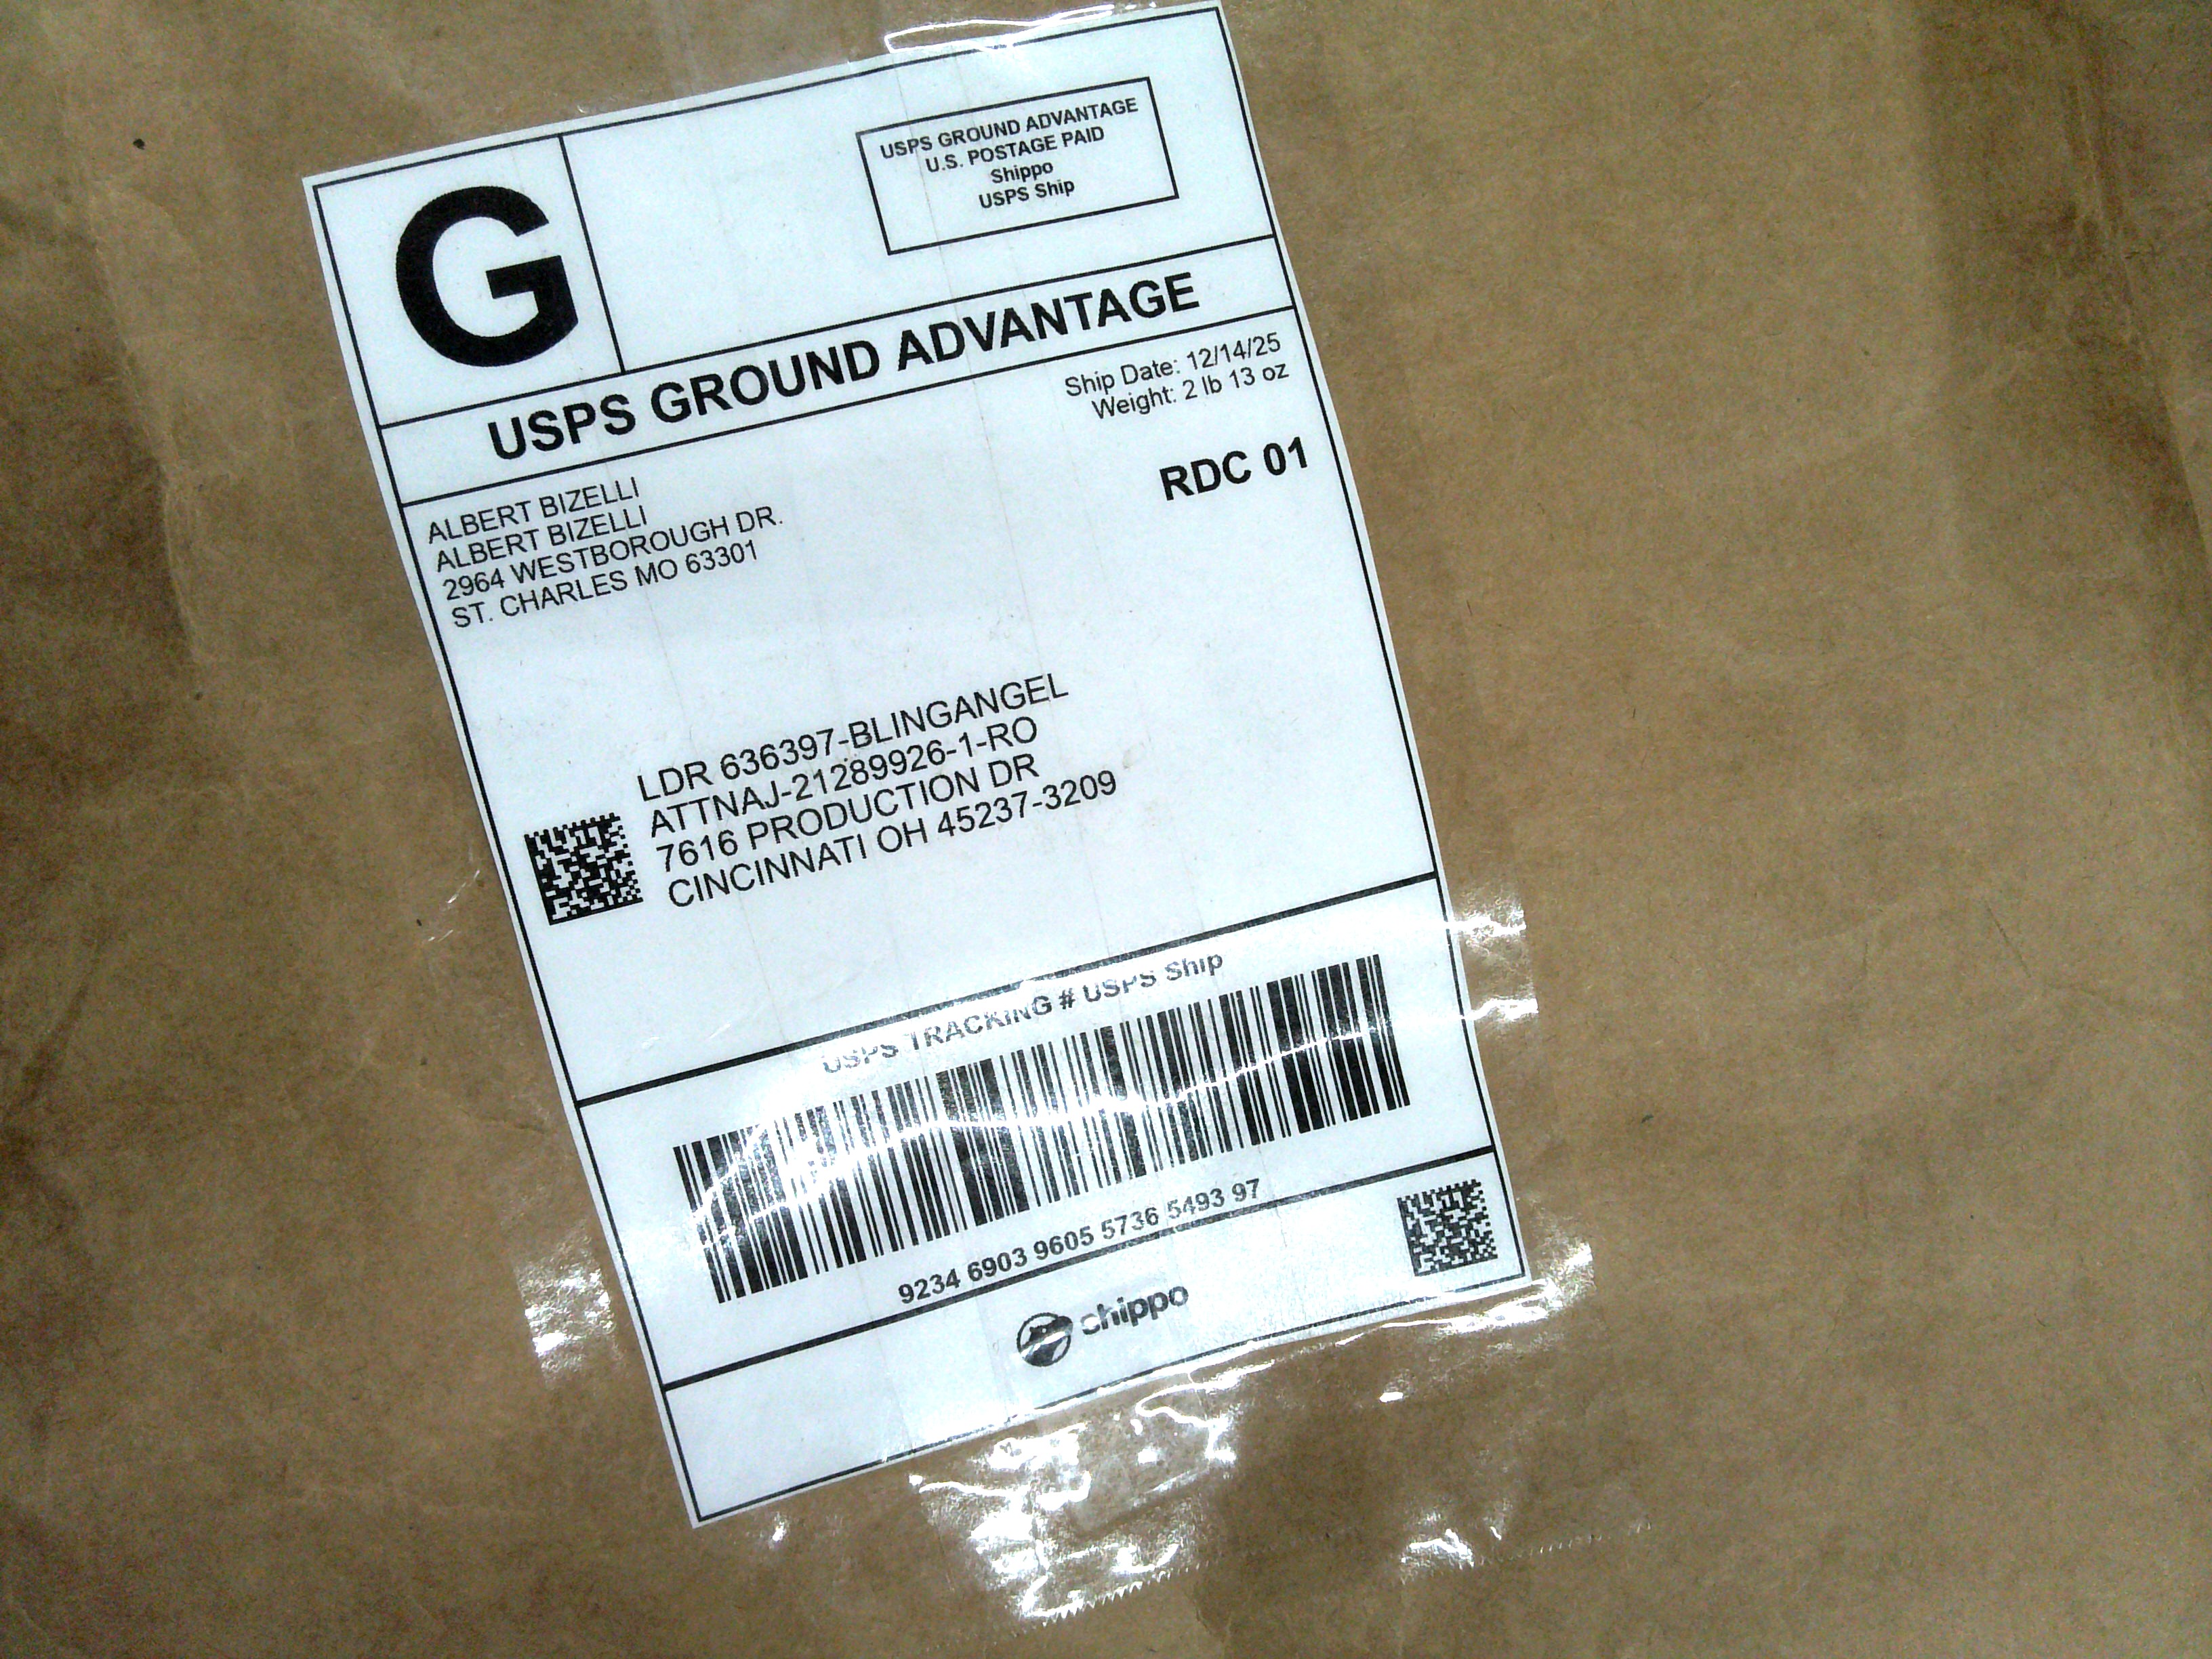 G
USPS GROUND ADVANTAGE
U.S. POSTAGE PAID
Shippo
USPS Ship
USPS GROUND ADVANTAGE
Ship Date: 12/14/25
Weight: 2 lb 13 oz
RDC 01
ALBERT BIZELLI
ALBERT BIZELLI
2964 WESTBOROUGH DR.
ST. CHARLES MO 63301
LDR 636397-BLINGANGEL
ATTNAJ-21289926-1-RO
7616 PRODUCTION DR
CINCINNATI OH 45237-3209
USPS TRACKING # USPS Ship
9234 6903 9605 5736 5493 97
shippo